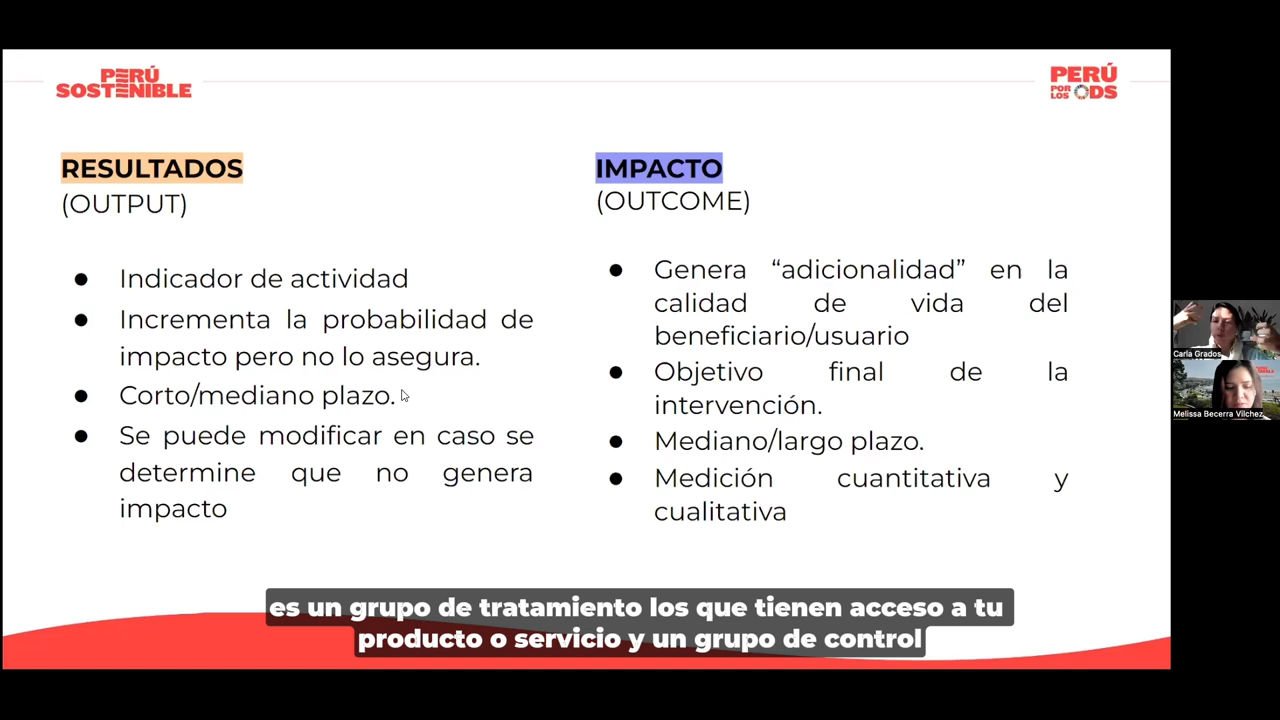 PERÚ
SOSTENIBLE
PERÚ
POR
LOS ODS
RESULTADOS
(OUTPUT)
● Indicador de actividad
● Incrementa la probabilidad de
impacto pero no lo asegura.
● Corto/mediano plazo.
● Se puede modificar en caso se
determine que no genera
impacto
IMPACTO
(OUTCOME)
● Genera “adicionalidad” en la
calidad de vida del
beneficiario/usuario
● Objetivo final de la
intervención.
● Mediano/largo plazo.
● Medición cuantitativa y
cualitativa
Carla Grados
Melissa Becerra Vilchez
es un grupo de tratamiento los que tienen acceso a tu
producto o servicio y un grupo de control